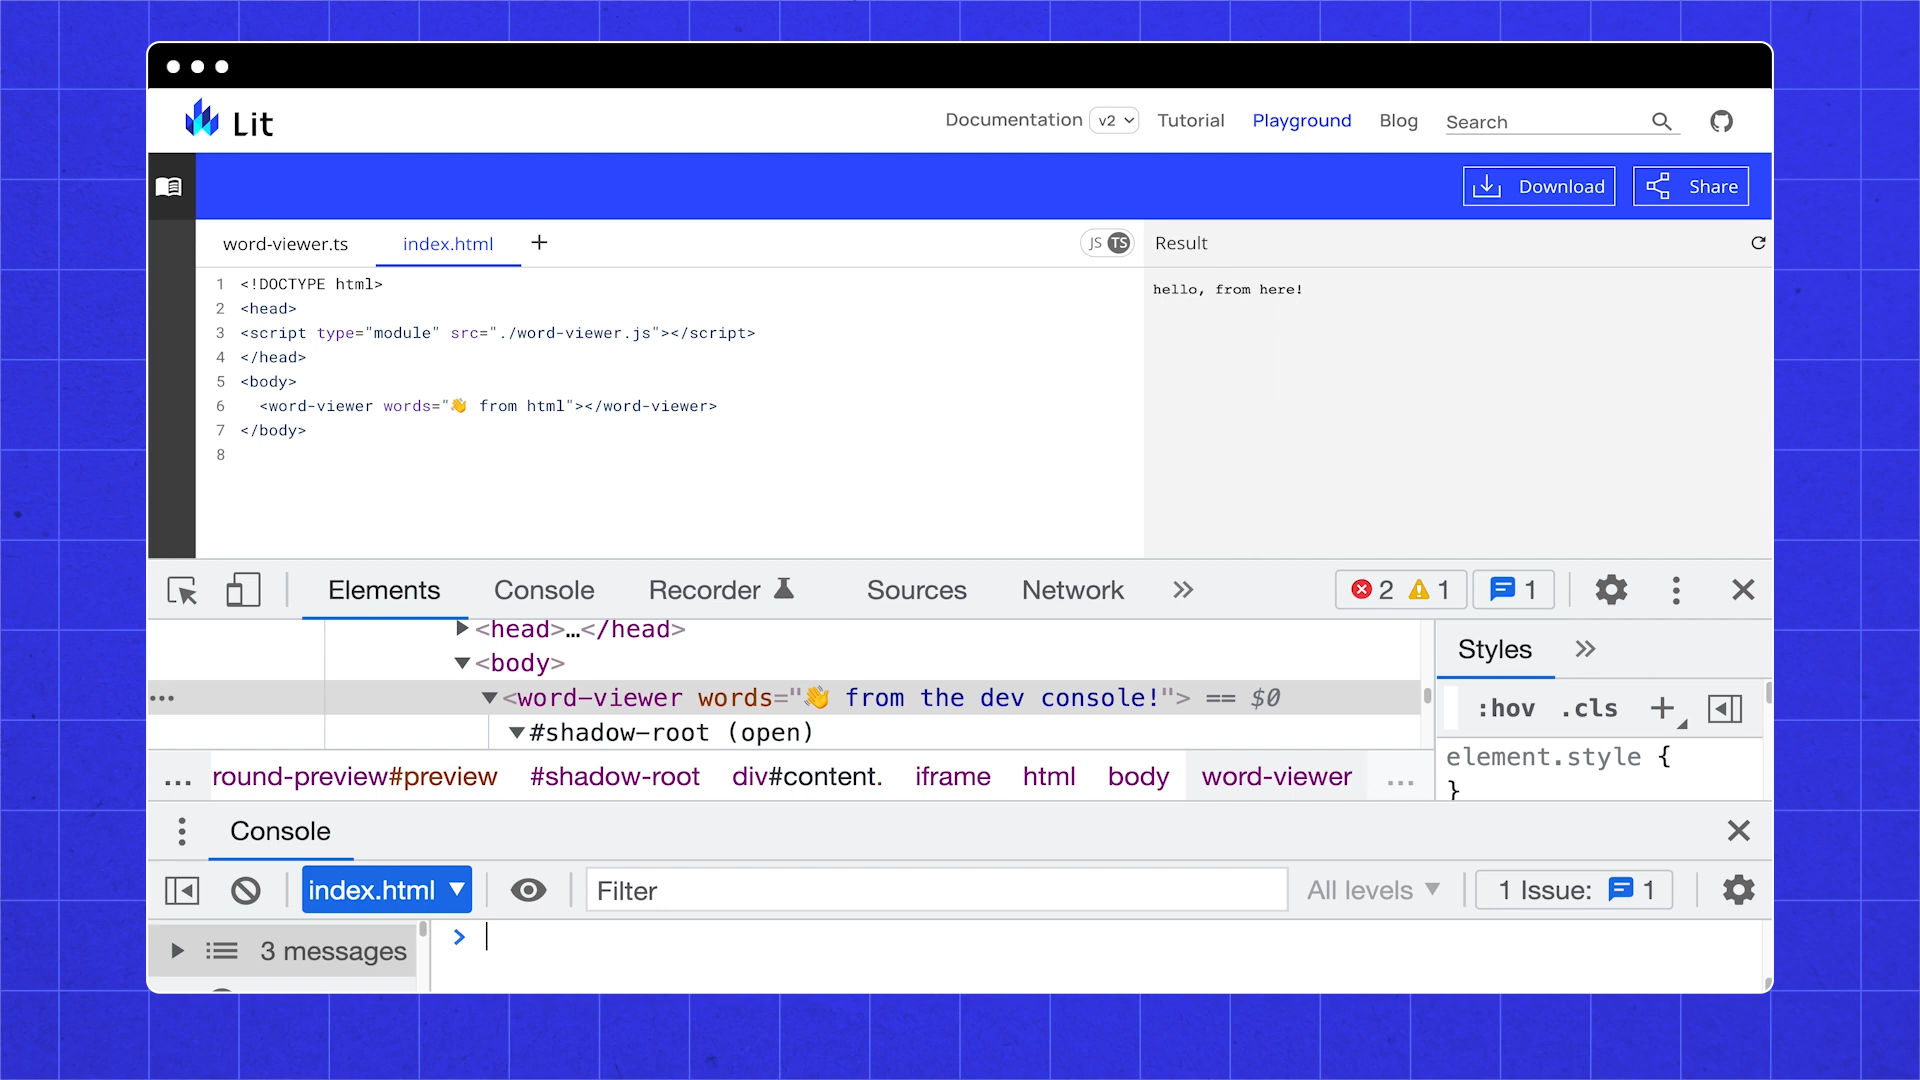 Lit
Documentation v2 Tutorial Playground Blog Search
Download Share
word-viewer.ts index.html + JS TS Result
1 <!DOCTYPE html>
2 <head>
3 <script type="module" src="./word-viewer.js"></script>
4 </head>
5 <body>
6 <word-viewer words="👋 from html"></word-viewer>
7 </body>
8
hello, from here!
Elements Console Recorder Sources Network » 2 1 1
<head>…</head>
<body>
<word-viewer words="👋 from the dev console!"> == $0
#shadow-root (open)
... round-preview#preview #shadow-root div#content. iframe html body word-viewer ...
Styles »
:hov .cls +
element.style {
}
Console
index.html Filter All levels 1 Issue: 1
3 messages >